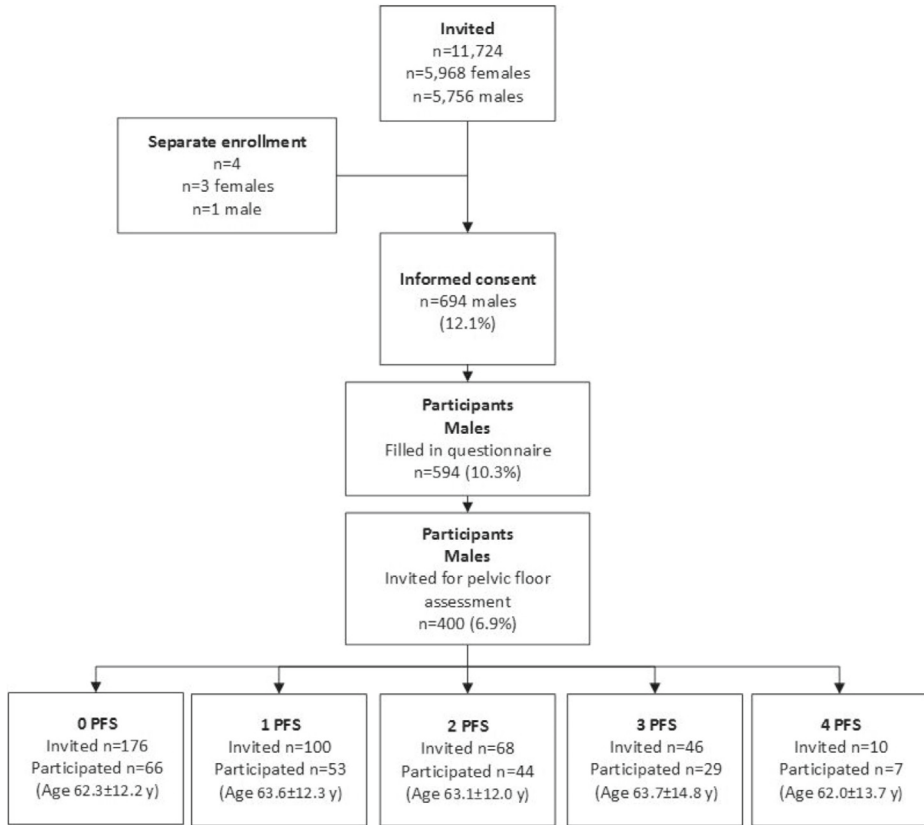 Invited
n=11,724
n=5,968 females
n=5,756 males
Separate enrollment
n=4
n=3 females
n=1 male
Informed consent
n=694 males
(12.1%)
Participants
Males
Filled in questionnaire
n=594 (10.3%)
Participants
Males
Invited for pelvic floor
assessment
n=400 (6.9%)
0 PFS
Invited n=176
Participated n=66
(Age 62.3±12.2 y)
1 PFS
Invited n=100
Participated n=53
(Age 63.6±12.3 y)
2 PFS
Invited n=68
Participated n=44
(Age 63.1±12.0 y)
3 PFS
Invited n=46
Participated n=29
(Age 63.7±14.8 y)
4 PFS
Invited n=10
Participated n=7
(Age 62.0±13.7 y)